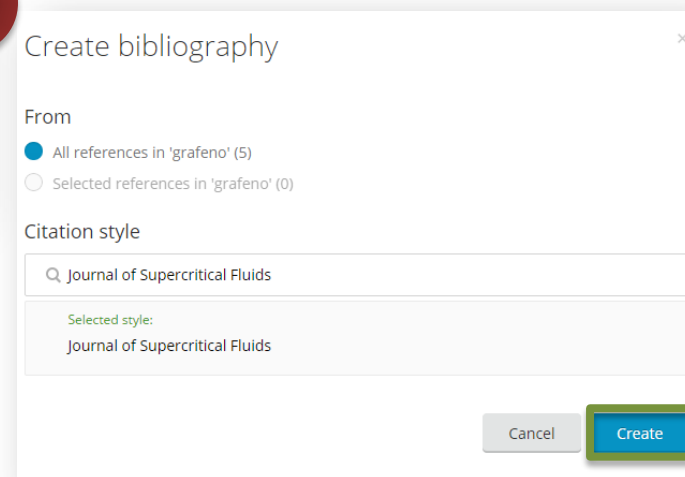 Create bibliography
From
All references in 'grafeno' (5)
Selected references in 'grafeno' (0)
Citation style
Journal of Supercritical Fluids
Selected style:
Journal of Supercritical Fluids
Cancel Create